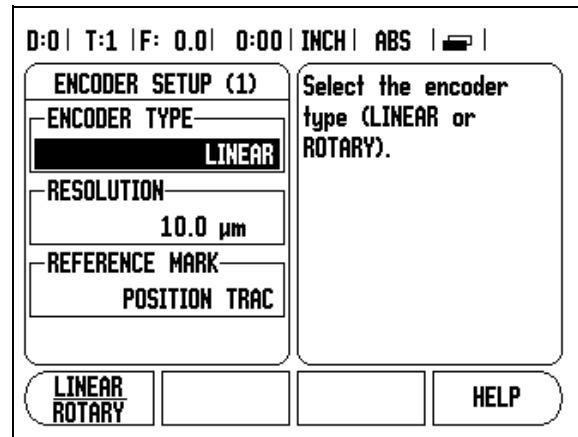 D:0 | T:1 | F: 0.0 | 0:00 | INCH | ABS
ENCODER SETUP (1)
ENCODER TYPE
LINEAR
RESOLUTION
10.0 µm
REFERENCE MARK
POSITION TRAC
Select the encoder
type (LINEAR or
ROTARY).
LINEAR
ROTARY
HELP